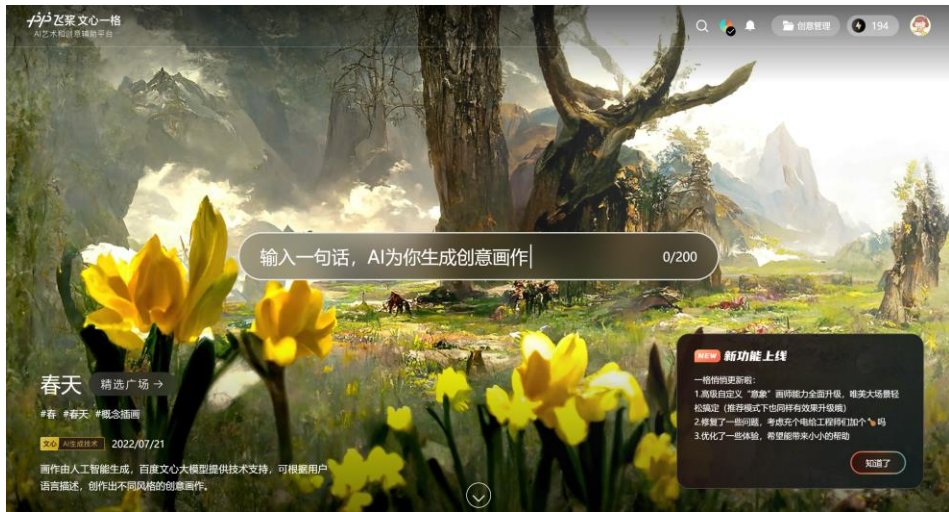 飞桨 文心一格
AI艺术和创意辅助平台
创意管理
194
输入一句话，AI为你生成创意画作
0/200
春天
精选广场 →
#春 #春天 #概念插画
文心 AI生成技术 2022/07/21
画作由人工智能生成，百度文心大模型提供技术支持，可根据用户
语言描述，创作出不同风格的创意画作。
NEW 新功能上线
一格悄悄更新啦：
1.高级自定义“意象”画师能力全面升级，唯美大场景轻
松搞定（推荐模式下也同样有效果升级哦）
2.修复了一些问题，考虑充个电给工程师们加个🍗吗
3.优化了一些体验，希望能带来小小的帮助
知道了